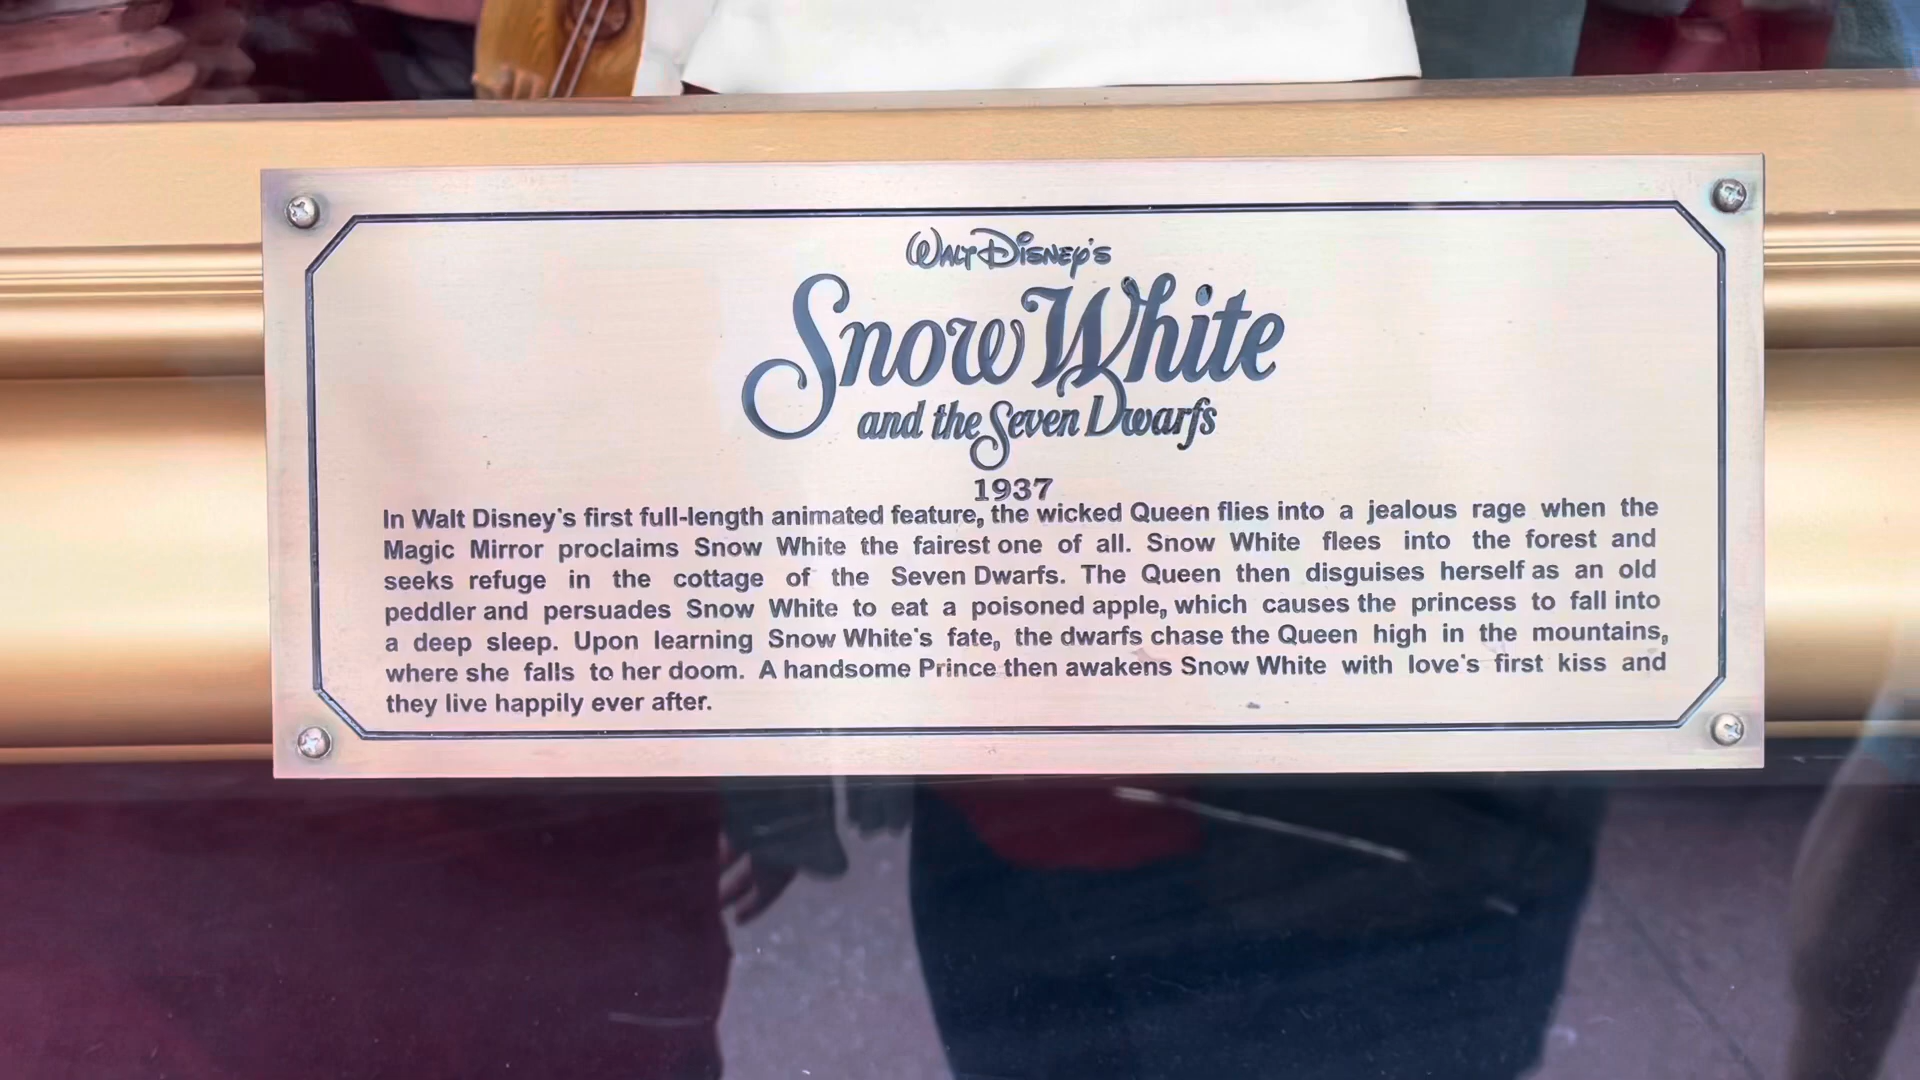 Walt Disney's
Snow White
and the Seven Dwarfs
1937
In Walt Disney's first full-length animated feature, the wicked Queen flies into a jealous rage when the
Magic Mirror proclaims Snow White the fairest one of all. Snow White flees into the forest and
seeks refuge in the cottage of the Seven Dwarfs. The Queen then disguises herself as an old
peddler and persuades Snow White to eat a poisoned apple, which causes the princess to fall into
a deep sleep. Upon learning Snow White's fate, the dwarfs chase the Queen high in the mountains,
where she falls to her doom. A handsome Prince then awakens Snow White with love's first kiss and
they live happily ever after.